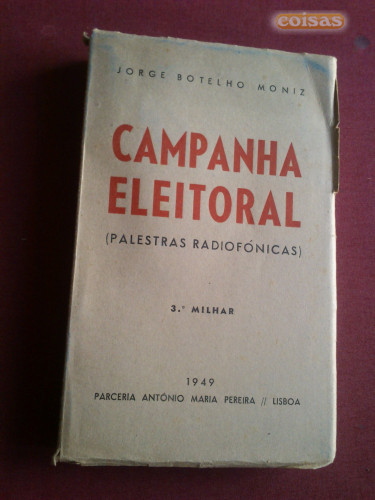 coisas
JORGE BOTELHO MONIZ
CAMPANHA
ELEITORAL
(PALESTRAS RADIOFÓNICAS)
3.º MILHAR
1949
PARCERIA ANTÓNIO MARIA PEREIRA // LISBOA